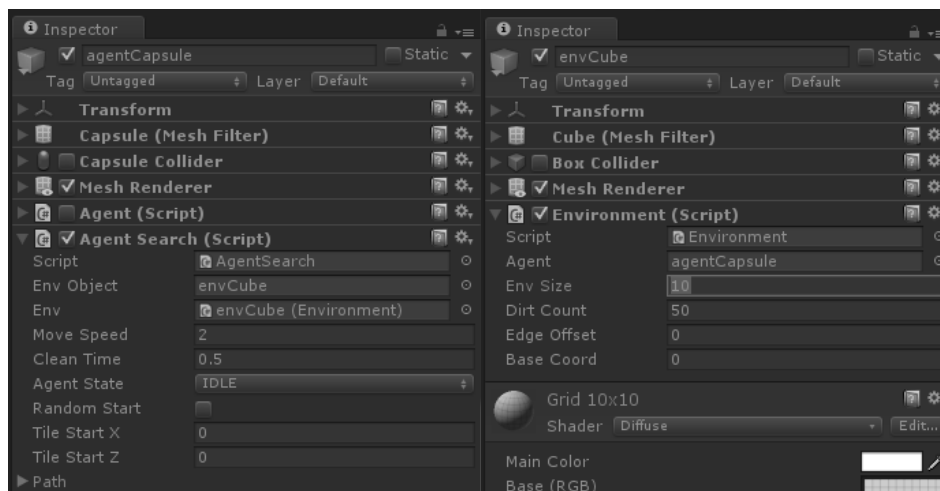 Inspector
agentCapsule Static
Tag Untagged Layer Default
Transform
Capsule (Mesh Filter)
Capsule Collider
Mesh Renderer
Agent (Script)
Agent Search (Script)
Script AgentSearch
Env Object envCube
Env envCube (Environment)
Move Speed 2
Clean Time 0.5
Agent State IDLE
Random Start
Tile Start X 0
Tile Start Z 0
Path
Inspector
envCube Static
Tag Untagged Layer Default
Transform
Cube (Mesh Filter)
Box Collider
Mesh Renderer
Environment (Script)
Script Environment
Agent agentCapsule
Env Size 10
Dirt Count 50
Edge Offset 0
Base Coord 0
Grid 10x10
Shader Diffuse Edit...
Main Color
Base (RGB)